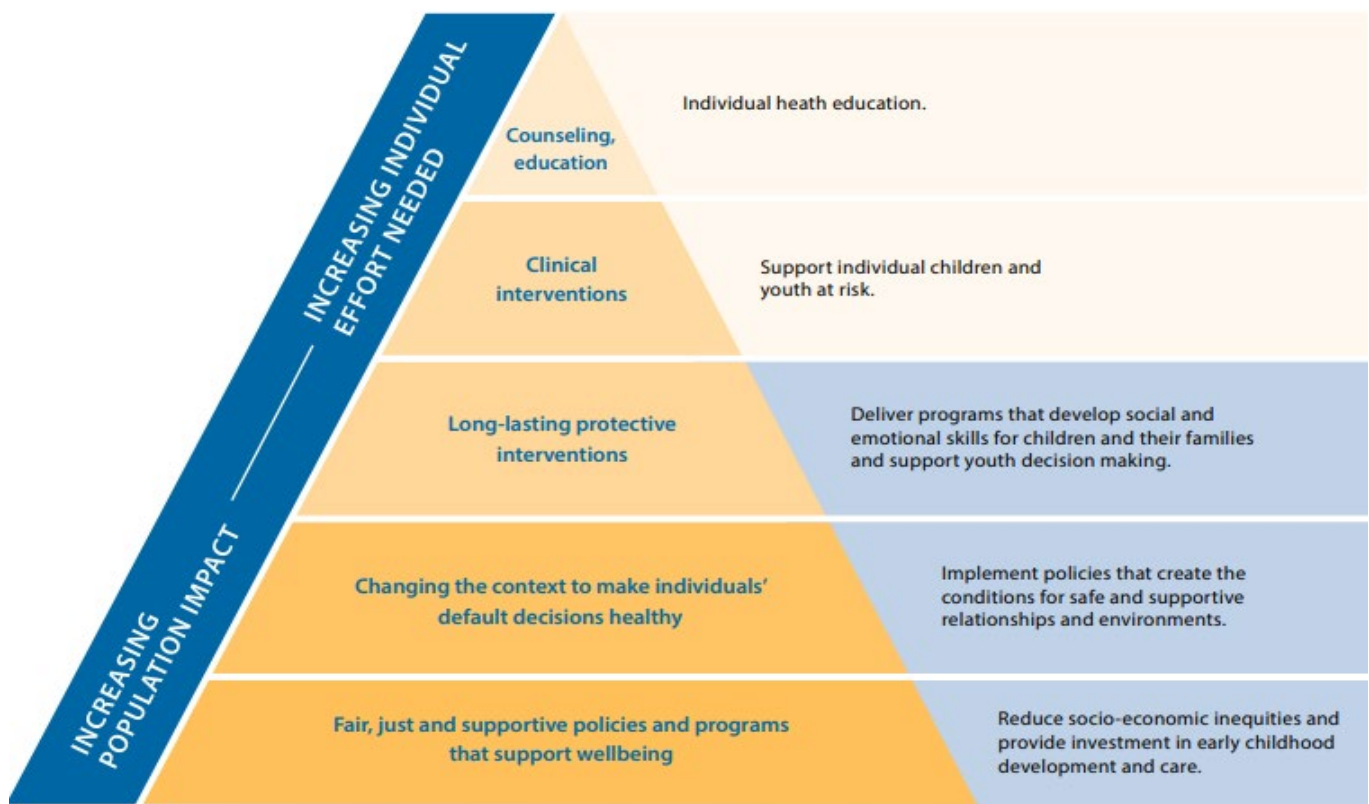 INCREASING INDIVIDUAL
EFFORT NEEDED
INCREASING
POPULATION IMPACT
Counseling,
education
Individual heath education.
Clinical
interventions
Support individual children and
youth at risk.
Long-lasting protective
interventions
Deliver programs that develop social and
emotional skills for children and their families
and support youth decision making.
Changing the context to make individuals’
default decisions healthy
Implement policies that create the
conditions for safe and supportive
relationships and environments.
Fair, just and supportive policies and programs
that support wellbeing
Reduce socio-economic inequities and
provide investment in early childhood
development and care.